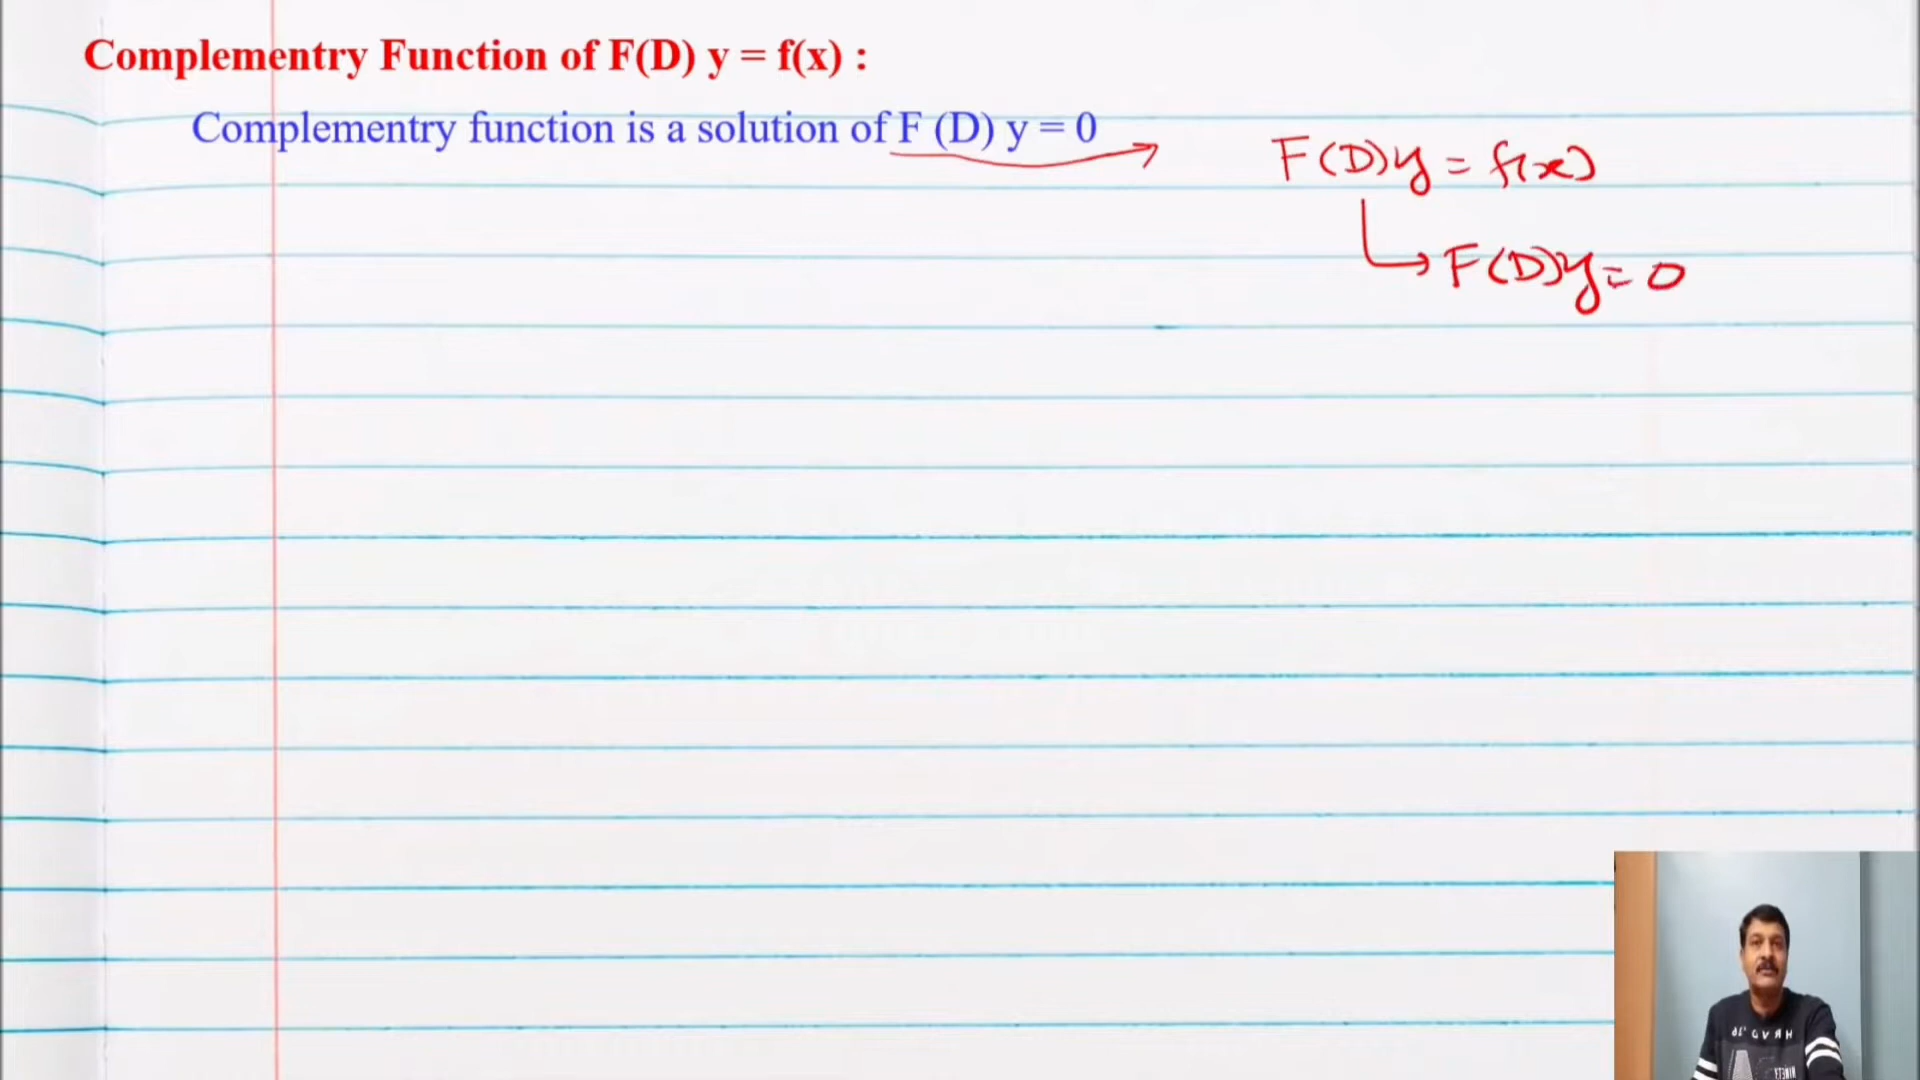 Complementry Function of F(D) y = f(x) :
Complementry function is a solution of F (D) y = 0
F(D)y = f(x)
F(D)y = 0